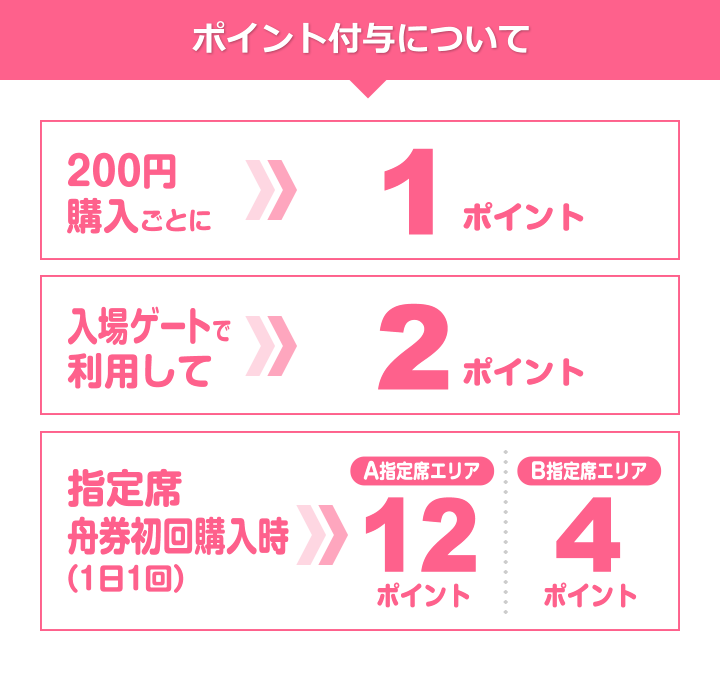 ポイント付与について
200円
購入ごとに
1 ポイント
入場ゲートで
利用して
2 ポイント
指定席
舟券初回購入時
(1日1回)
A指定席エリア
12
ポイント
B指定席エリア
4
ポイント